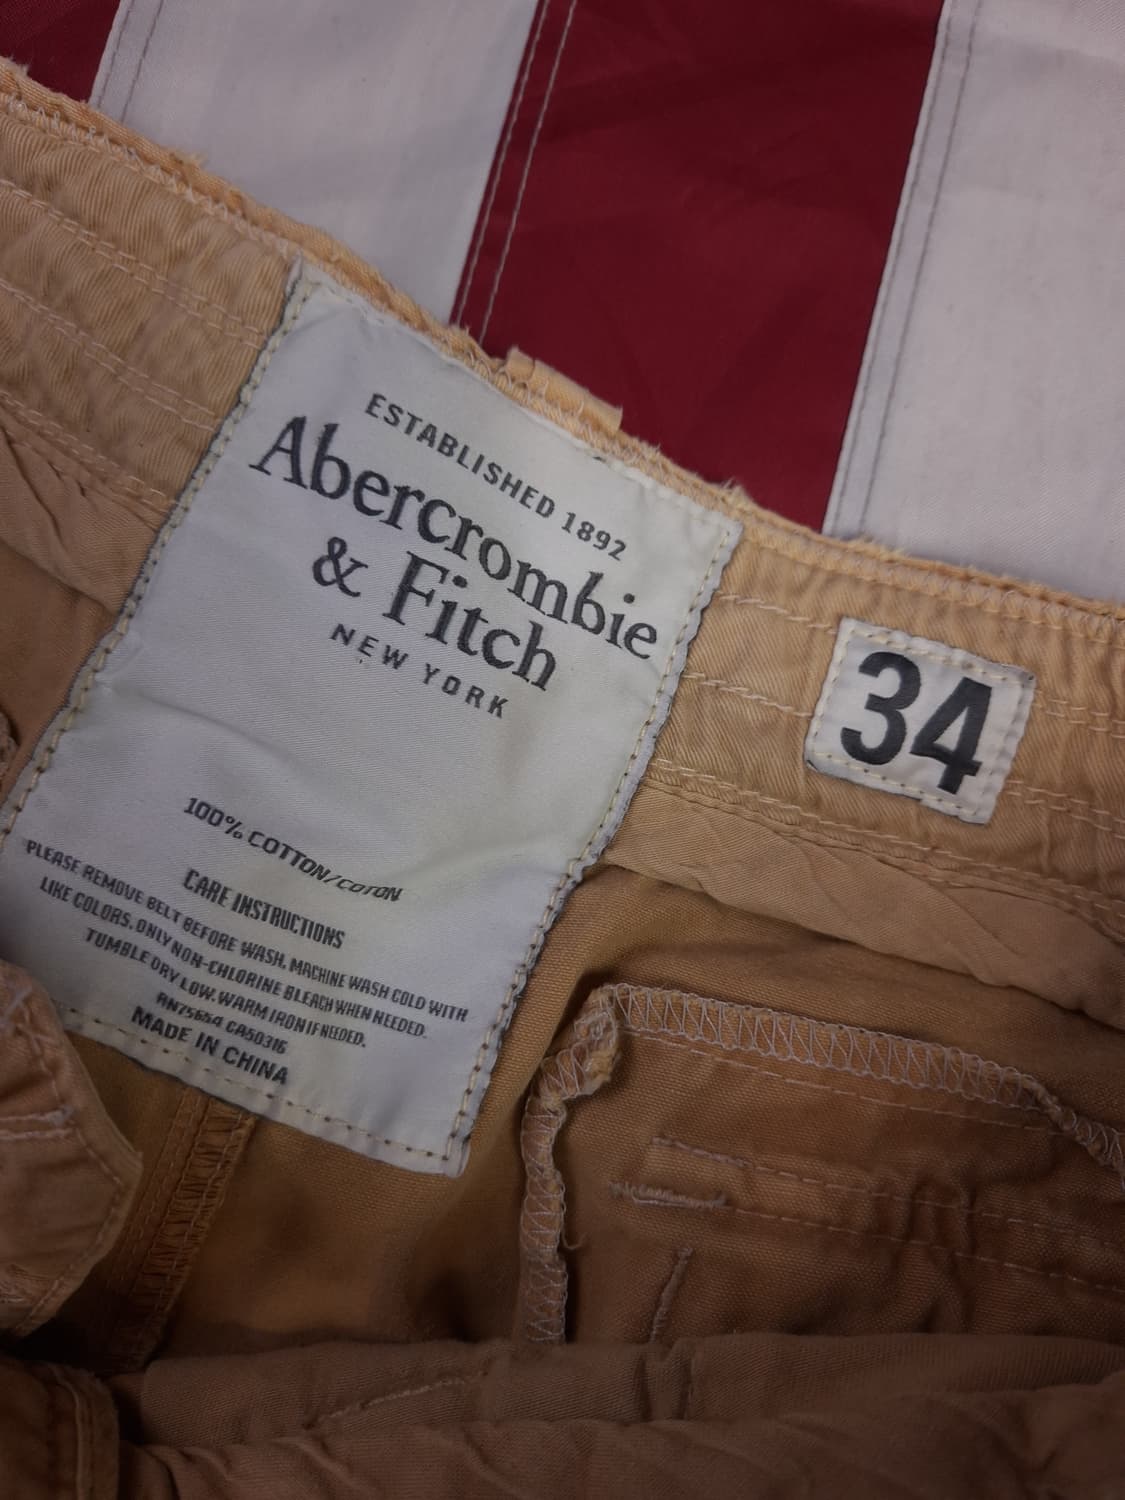 ESTABLISHED 1892
Abercrombie
& Fitch
NEW YORK
34
100% COTTON/COTON
CARE INSTRUCTIONS
PLEASE REMOVE BELT BEFORE WASH. MACHINE WASH COLD WITH
LIKE COLORS. ONLY NON-CHLORINE BLEACH WHEN NEEDED.
TUMBLE DRY LOW. WARM IRON IF NEEDED.
RN75654 CA50316
MADE IN CHINA